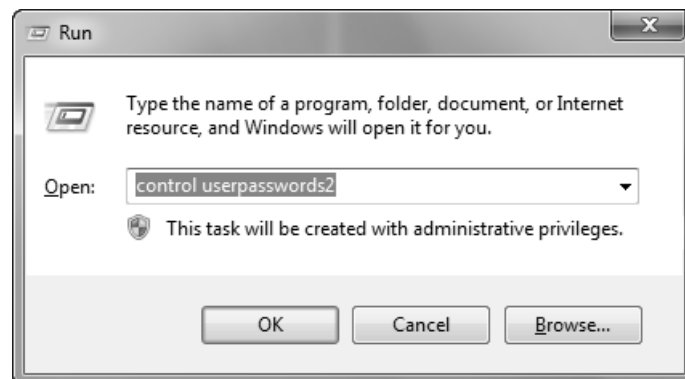 Run
Type the name of a program, folder, document, or Internet
resource, and Windows will open it for you.
Open: control userpasswords2
This task will be created with administrative privileges.
OK Cancel Browse...